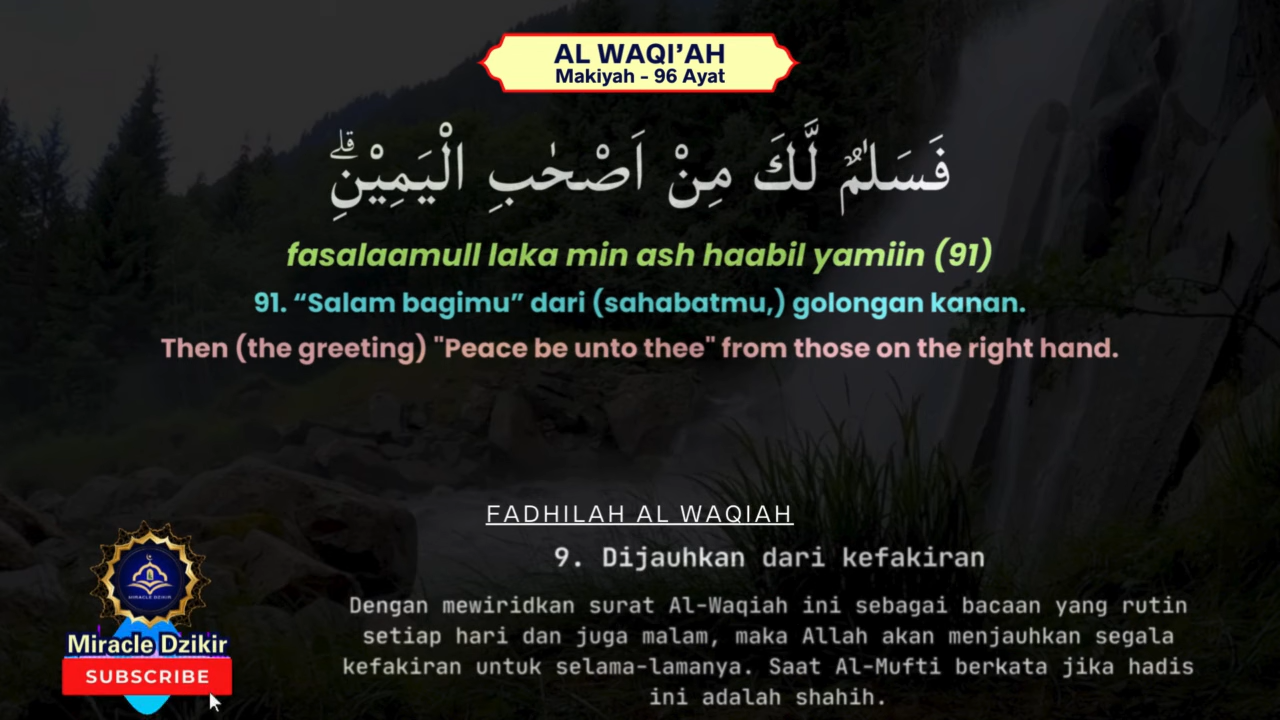 AL WAQI’AH
Makiyah - 96 Ayat
فَسَلٰمٌ لَّكَ مِنْ اَصْحٰبِ الْيَمِيْنِۗ
fasalaamull laka min ash haabil yamiin (91)
91. “Salam bagimu” dari (sahabatmu,) golongan kanan.
Then (the greeting) "Peace be unto thee" from those on the right hand.
FADHILAH AL WAQIAH
9. Dijauhkan dari kefakiran
Dengan mewiridkan surat Al-Waqiah ini sebagai bacaan yang rutin
setiap hari dan juga malam, maka Allah akan menjauhkan segala
kefakiran untuk selama-lamanya. Saat Al-Mufti berkata jika hadis
ini adalah shahih.
MIRACLE DZIKIR
Miracle Dzikir
SUBSCRIBE